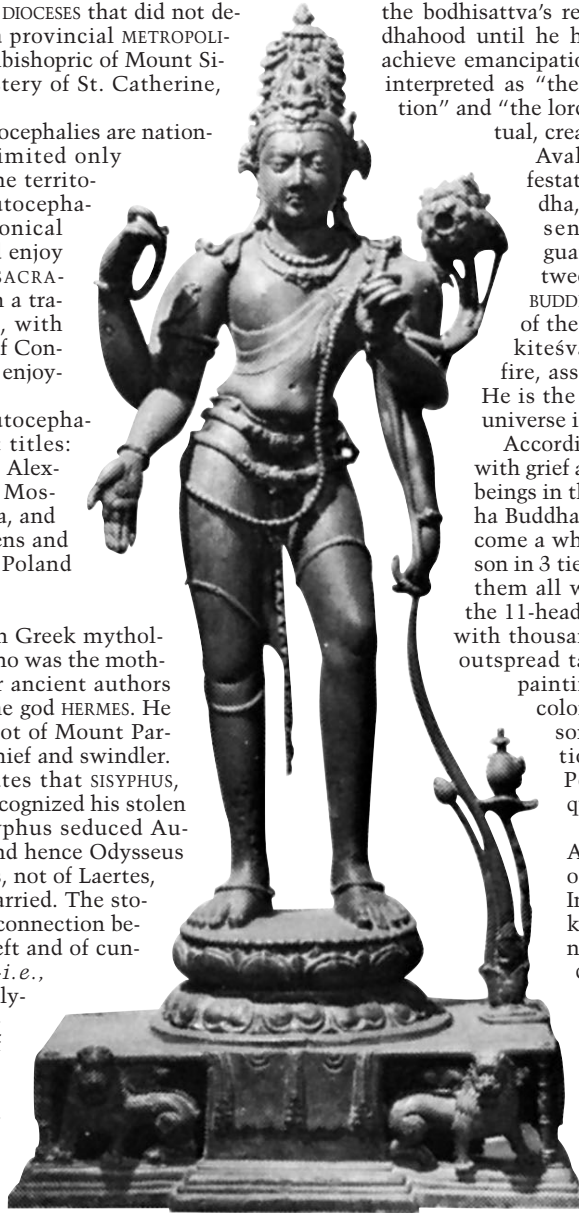 DIOCESES that did not de-
provincial METROPOLI-
bishopric of Mount Si-
tery of St. Catherine,
ocephalies are nation-
imited only
territo-
utocepha-
onical
enjoy
SACRA-
a tra-
, with
f Con-
enjoy-
utocepha-
titles:
Alex-
Mos-
a, and
ens and
Poland
n Greek mythol-
ho was the moth-
r ancient authors
ne god HERMES. He
ot of Mount Par-
hief and swindler.
tes that SISYPHUS,
cognized his stolen
yphus seduced Au-
nd hence Odysseus
s, not of Laertes,
arried. The sto-
connection be-
eft and of cun-
i.e.,
ly-
the bodhisattva's re
dhahood until he h
achieve emancipatio
interpreted as “the
tion” and “the lord
tual, crea
Aval
festat
dha,
sen
gua
twe
BUDD
of the
kiteśv
fire, ass
He is the
universe i
Accordi
with grief a
beings in th
ha Buddha
come a wh
son in 3 tie
them all w
the 11-head
with thousan
outspread ta
paintin
color
so
tio
P
q
A
o
I
k
n
c